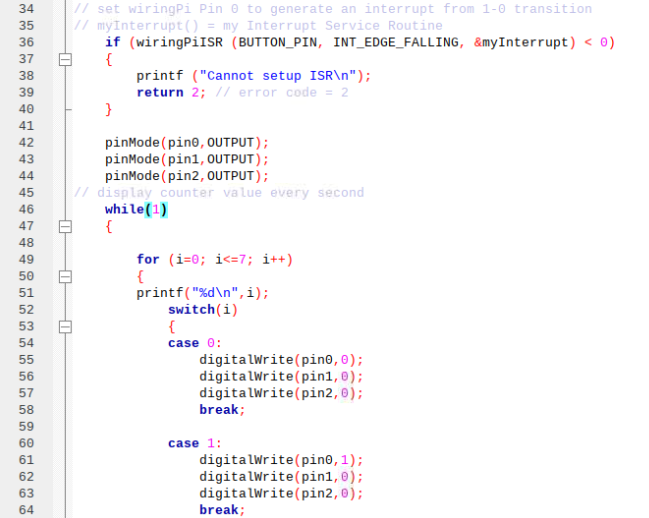 34 // set wiringPi Pin 0 to generate an interrupt from 1-0 transition
35 // myInterrupt() = my Interrupt Service Routine
36 if (wiringPiISR (BUTTON_PIN, INT_EDGE_FALLING, &myInterrupt) < 0)
37 {
38 printf ("Cannot setup ISR\n");
39 return 2; // error code = 2
40 }
41
42 pinMode(pin0,OUTPUT);
43 pinMode(pin1,OUTPUT);
44 pinMode(pin2,OUTPUT);
45 // display counter value every second
46 while(1)
47 {
48
49 for (i=0; i<=7; i++)
50 {
51 printf("%d\n",i);
52 switch(i)
53 {
54 case 0:
55 digitalWrite(pin0,0);
56 digitalWrite(pin1,0);
57 digitalWrite(pin2,0);
58 break;
59
60 case 1:
61 digitalWrite(pin0,1);
62 digitalWrite(pin1,0);
63 digitalWrite(pin2,0);
64 break;